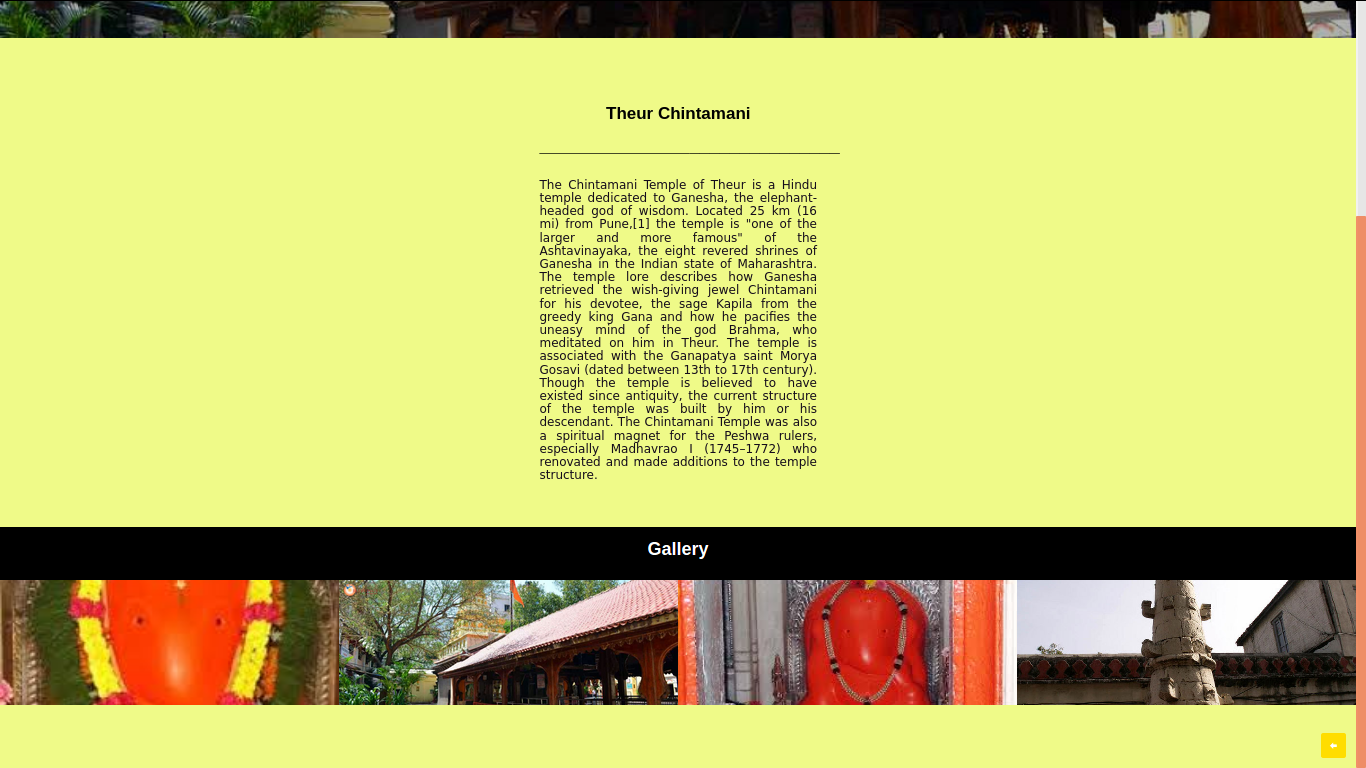 Theur Chintamani
The Chintamani Temple of Theur is a Hindu
temple dedicated to Ganesha, the elephant-
headed god of wisdom. Located 25 km (16
mi) from Pune,[1] the temple is "one of the
larger and more famous" of the
Ashtavinayaka, the eight revered shrines of
Ganesha in the Indian state of Maharashtra.
The temple lore describes how Ganesha
retrieved the wish-giving jewel Chintamani
for his devotee, the sage Kapila from the
greedy king Gana and how he pacifies the
uneasy mind of the god Brahma, who
meditated on him in Theur. The temple is
associated with the Ganapatya saint Morya
Gosavi (dated between 13th to 17th century).
Though the temple is believed to have
existed since antiquity, the current structure
of the temple was built by him or his
descendant. The Chintamani Temple was also
a spiritual magnet for the Peshwa rulers,
especially Madhavrao I (1745–1772) who
renovated and made additions to the temple
structure.
Gallery